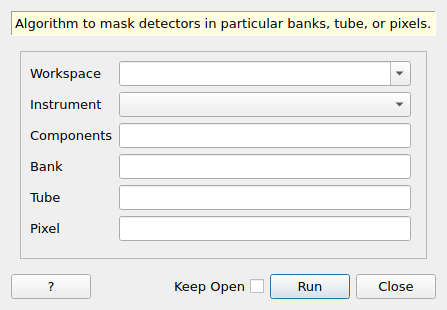 Algorithm to mask detectors in particular banks, tube, or pixels.
Workspace
Instrument
Components
Bank
Tube
Pixel
? Keep Open Run Close